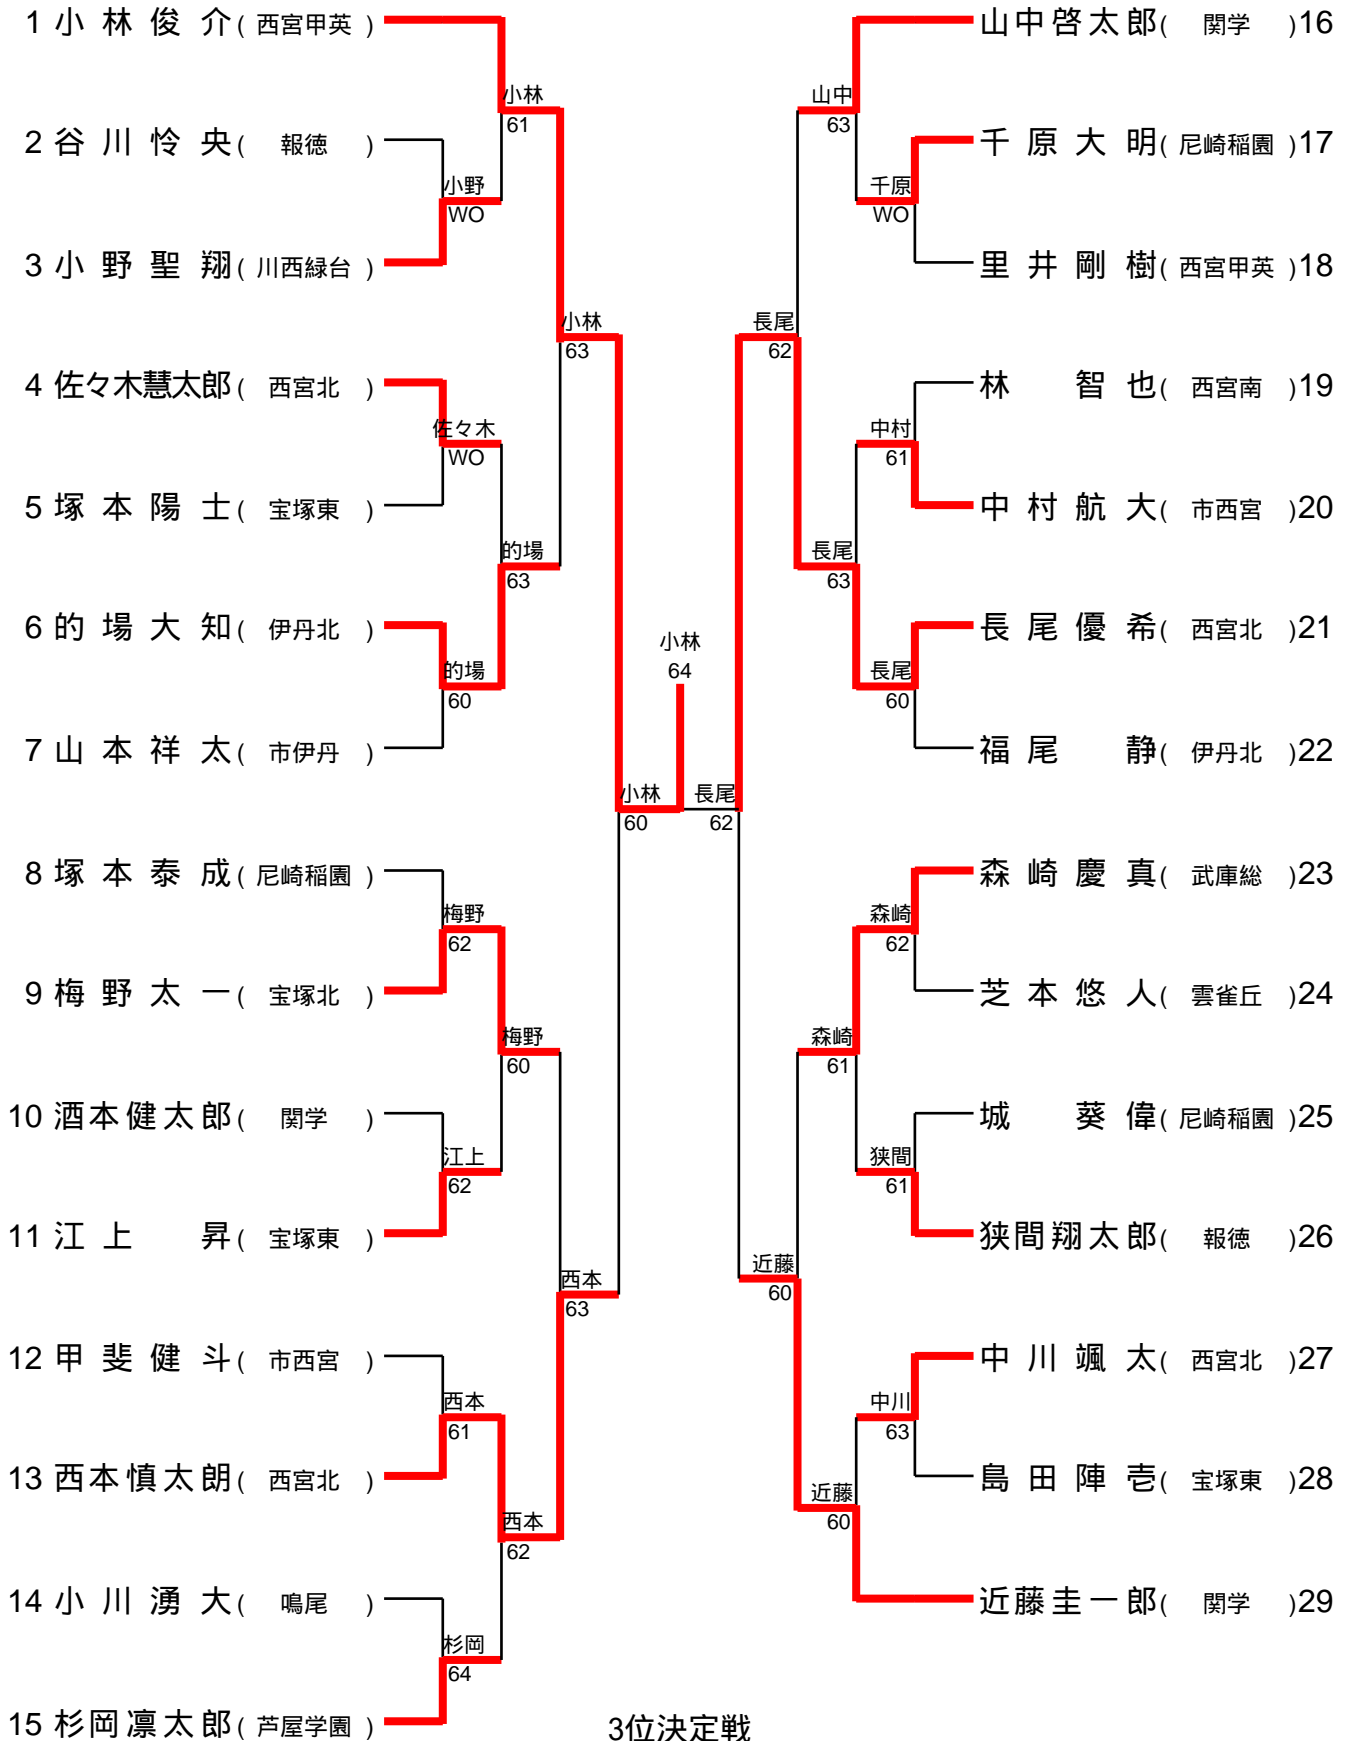 1 小林俊介(西宮甲英)
山中啓太郎(関学)16
小林
61
山中
63
2 谷川怜央(報徳)
千原大明(尼崎稲園)17
小野
WO
千原
WO
3 小野聖翔(川西緑台)
里井剛樹(西宮甲英)18
小林
63
長尾
62
4 佐々木慧太郎(西宮北)
林智也(西宮南)19
佐々木
WO
中村
61
5 塚本陽士(宝塚東)
中村航大(市西宮)20
的場
63
長尾
63
6 的場大知(伊丹北)
長尾優希(西宮北)21
小林
64
的場
60
長尾
60
7 山本祥太(市伊丹)
福尾静(伊丹北)22
小林
60
長尾
62
8 塚本泰成(尼崎稲園)
森崎慶真(武庫総)23
梅野
62
森崎
62
9 梅野太一(宝塚北)
芝本悠人(雲雀丘)24
梅野
60
森崎
61
10 酒本健太郎(関学)
城葵偉(尼崎稲園)25
江上
62
狭間
61
11 江上昇(宝塚東)
狭間翔太郎(報徳)26
西本
63
近藤
60
12 甲斐健斗(市西宮)
中川颯太(西宮北)27
西本
61
中川
63
13 西本慎太朗(西宮北)
島田陣壱(宝塚東)28
西本
62
近藤
60
14 小川湧大(鳴尾)
近藤圭一郎(関学)29
杉岡
64
15 杉岡凛太郎(芦屋学園)
3位決定戦